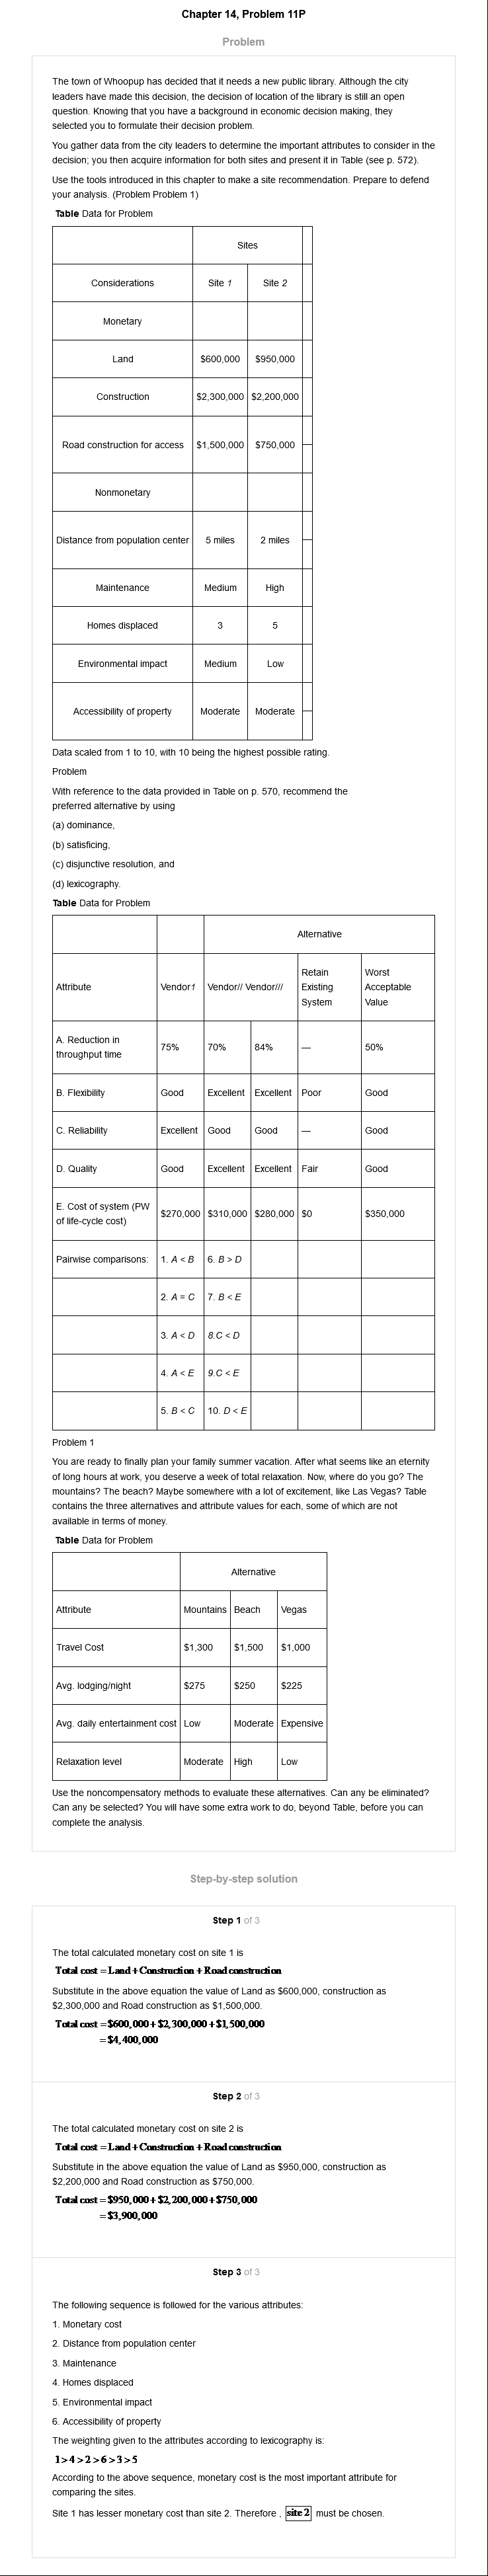 Chapter 14, Problem 11P
Problem
The town of Whoopup has decided that it needs a new public library. Although the city
leaders have made this decision, the decision of location of the library is still an open
question. Knowing that you have a background in economic decision making, they
selected you to formulate their decision problem.
You gather data from the city leaders to determine the important attributes to consider in the
decision; you then acquire information for both sites and present it in Table (see p. 572).
Use the tools introduced in this chapter to make a site recommendation. Prepare to defend
your analysis. (Problem Problem 1)
Table Data for Problem
Sites
Considerations Site 1 Site 2
Monetary
Land $600,000 $950,000
Construction $2,300,000 $2,200,000
Road construction for access $1,500,000 $750,000
Nonmonetary
Distance from population center 5 miles 2 miles
Maintenance Medium High
Homes displaced 3 5
Environmental impact Medium Low
Accessibility of property Moderate Moderate
Data scaled from 1 to 10, with 10 being the highest possible rating.
Problem
With reference to the data provided in Table on p. 570, recommend the
preferred alternative by using
(a) dominance,
(b) satisficing,
(c) disjunctive resolution, and
(d) lexicography.
Table Data for Problem
Alternative
Attribute Vendor1 Vendor// Vendor/// Retain Existing System Worst Acceptable Value
A. Reduction in throughput time 75% 70% 84% — 50%
B. Flexibility Good Excellent Excellent Poor Good
C. Reliability Excellent Good Good — Good
D. Quality Good Excellent Excellent Fair Good
E. Cost of system (PW of life-cycle cost) $270,000 $310,000 $280,000 $0 $350,000
Pairwise comparisons: 1. A < B 6. B > D
2. A = C 7. B < E
3. A < D 8.C < D
4. A < E 9.C < E
5. B < C 10. D < E
Problem 1
You are ready to finally plan your family summer vacation. After what seems like an eternity
of long hours at work, you deserve a week of total relaxation. Now, where do you go? The
mountains? The beach? Maybe somewhere with a lot of excitement, like Las Vegas? Table
contains the three alternatives and attribute values for each, some of which are not
available in terms of money.
Table Data for Problem
Alternative
Attribute Mountains Beach Vegas
Travel Cost $1,300 $1,500 $1,000
Avg. lodging/night $275 $250 $225
Avg. daily entertainment cost Low Moderate Expensive
Relaxation level Moderate High Low
Use the noncompensatory methods to evaluate these alternatives. Can any be eliminated?
Can any be selected? You will have some extra work to do, beyond Table, before you can
complete the analysis.
Step-by-step solution
Step 1 of 3
The total calculated monetary cost on site 1 is
Total cost = Land + Construction + Road construction
Substitute in the above equation the value of Land as $600,000, construction as
$2,300,000 and Road construction as $1,500,000.
Total cost = $600,000 + $2,300,000 + $1,500,000
= $4,400,000
Step 2 of 3
The total calculated monetary cost on site 2 is
Total cost = Land + Construction + Road construction
Substitute in the above equation the value of Land as $950,000, construction as
$2,200,000 and Road construction as $750,000.
Total cost = $950,000 + $2,200,000 + $750,000
= $3,900,000
Step 3 of 3
The following sequence is followed for the various attributes:
1. Monetary cost
2. Distance from population center
3. Maintenance
4. Homes displaced
5. Environmental impact
6. Accessibility of property
The weighting given to the attributes according to lexicography is:
1 > 4 > 2 > 6 > 3 > 5
According to the above sequence, monetary cost is the most important attribute for
comparing the sites.
Site 1 has lesser monetary cost than site 2. Therefore , site 2 must be chosen.